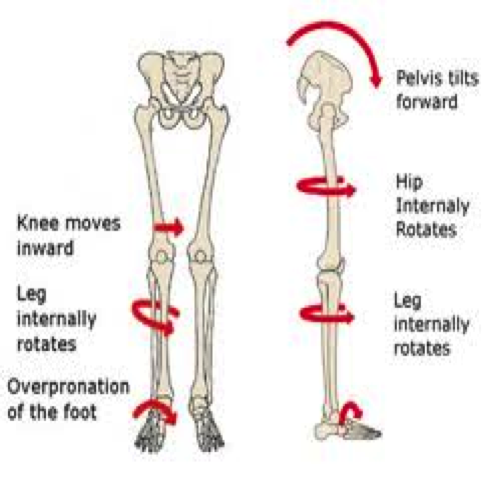 Knee moves
inward
Leg
internally
rotates
Overpronation
of the foot
Pelvis tilts
forward
Hip
Internaly
Rotates
Leg
internally
rotates